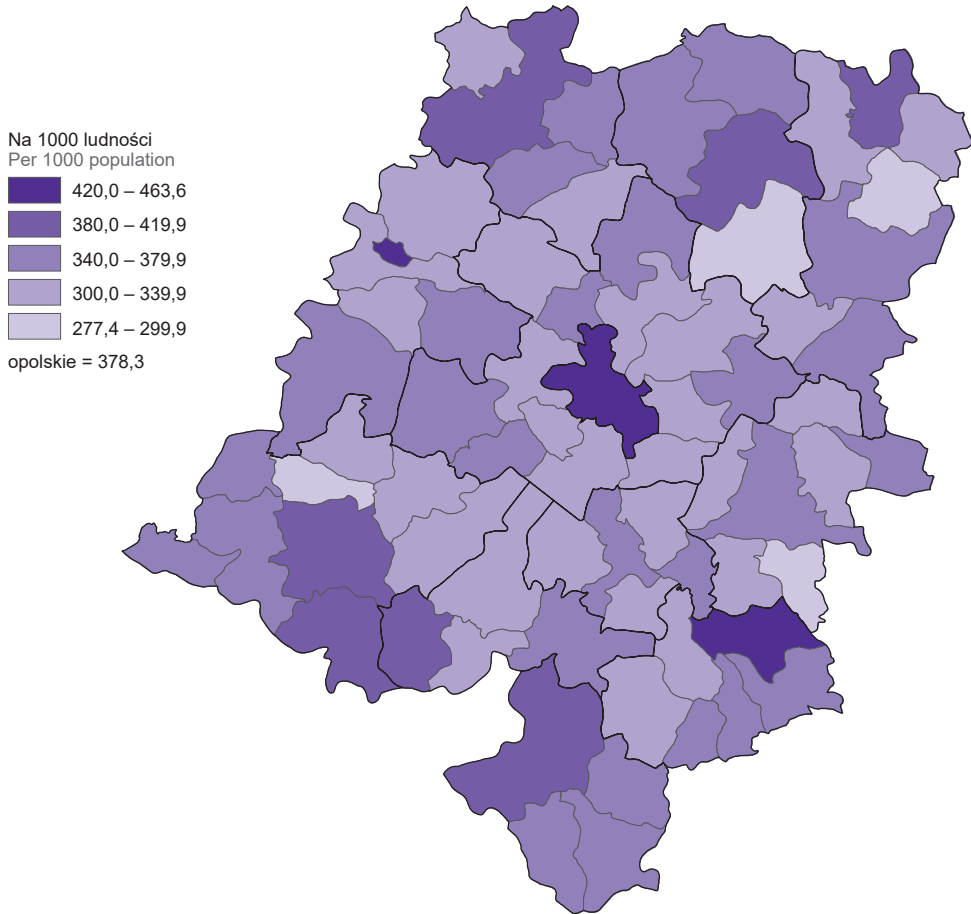 Na 1000 ludności
Per 1000 population
420,0 – 463,6
380,0 – 419,9
340,0 – 379,9
300,0 – 339,9
277,4 – 299,9
opolskie = 378,3